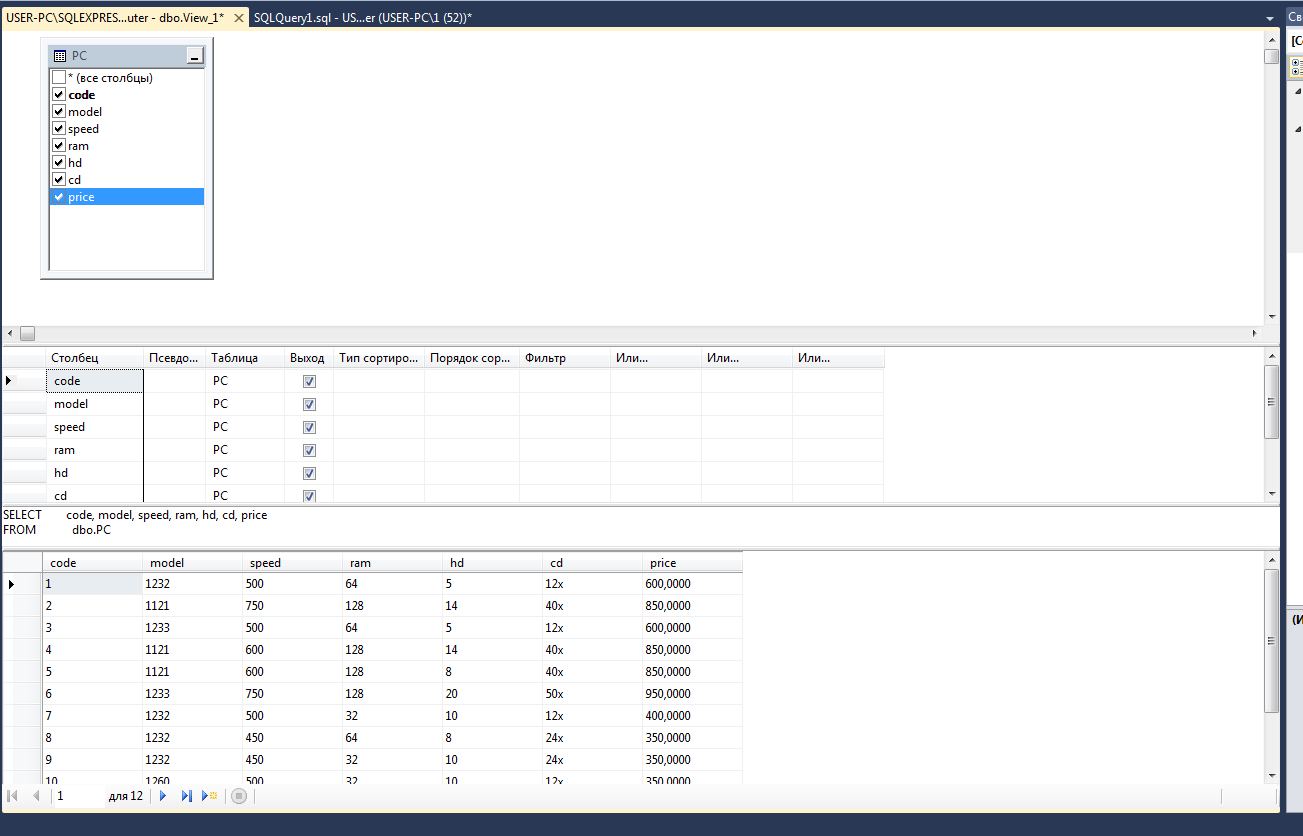 USER-PC\SQLEXPRES...uter - dbo.View_1* SQLQuery1.sql - US...er (USER-PC\1 (52))*
PC
* (все столбцы)
code
model
speed
ram
hd
cd
price
Столбец Псевдо... Таблица Выход Тип сортиро... Порядок сор... Фильтр Или... Или... Или...
code PC
model PC
speed PC
ram PC
hd PC
cd PC
SELECT code, model, speed, ram, hd, cd, price
FROM dbo.PC
code model speed ram hd cd price
1 1232 500 64 5 12x 600,0000
2 1121 750 128 14 40x 850,0000
3 1233 500 64 5 12x 600,0000
4 1121 600 128 14 40x 850,0000
5 1121 600 128 8 40x 850,0000
6 1233 750 128 20 50x 950,0000
7 1232 500 32 10 12x 400,0000
8 1232 450 64 8 24x 350,0000
9 1232 450 32 10 24x 350,0000
10 1260 500 32 10 12x 350,0000
1 для 12
Св